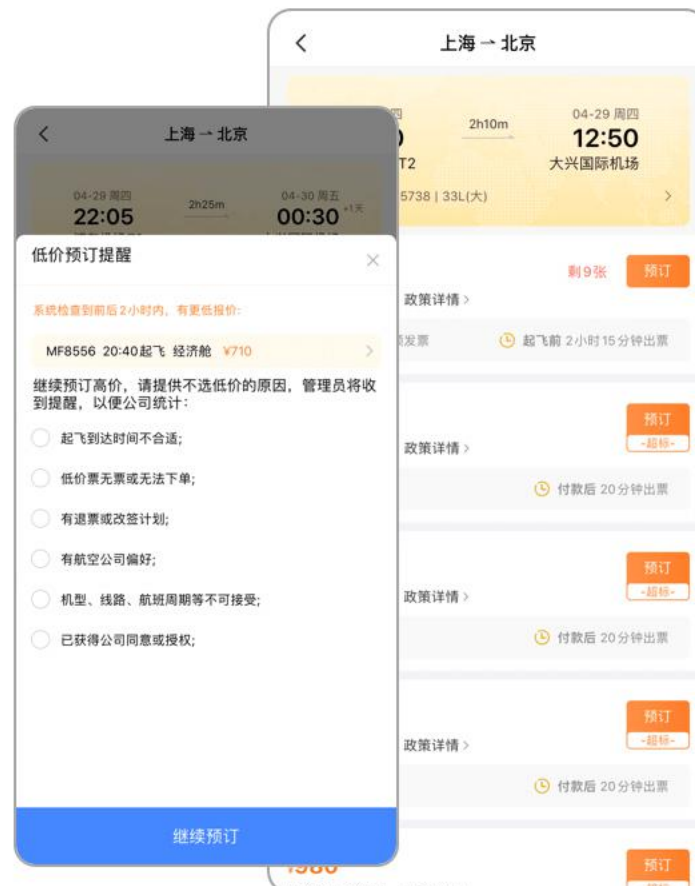 上海 → 北京
04-29 周四
2h10m
12:50
T2
大兴国际机场
5738 | 33L(大)
剩9张
预订
政策详情
发票
起飞前 2小时15分钟出票
预订
-超标-
政策详情
付款后 20分钟出票
预订
-超标-
政策详情
付款后 20分钟出票
预订
-超标-
政策详情
付款后 20分钟出票
预订
上海 → 北京
04-29 周四
2h25m
04-30 周五
22:05
00:30 +1天
低价预订提醒
系统检查到前后2小时内，有更低报价:
MF8556 20:40起飞 经济舱 ¥710
继续预订高价，请提供不选低价的原因，管理员将收
到提醒，以便公司统计：
起飞到达时间不合适;
低价票无票或无法下单;
有退票或改签计划;
有航空公司偏好;
机型、线路、航班周期等不可接受;
已获得公司同意或授权;
继续预订